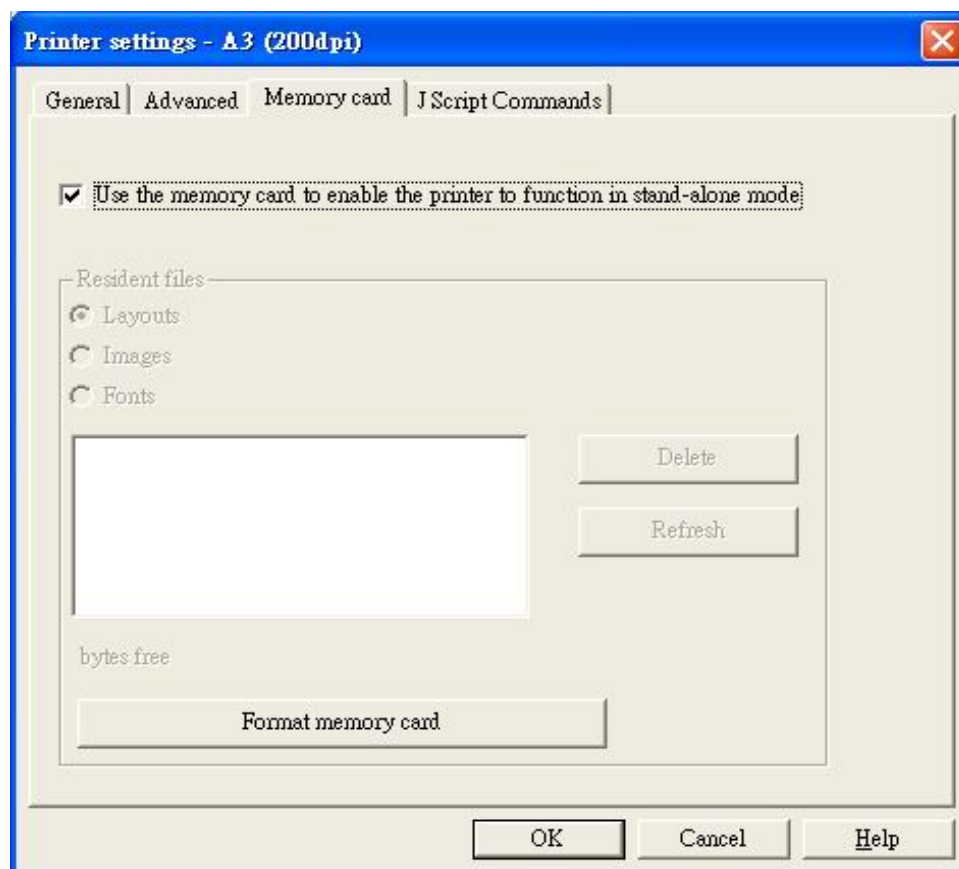 Printer settings - A3 (200dpi)
General Advanced Memory card J Script Commands
Use the memory card to enable the printer to function in stand-alone mode
Resident files
Layouts
Images
Fonts
Delete
Refresh
bytes free
Format memory card
OK Cancel Help